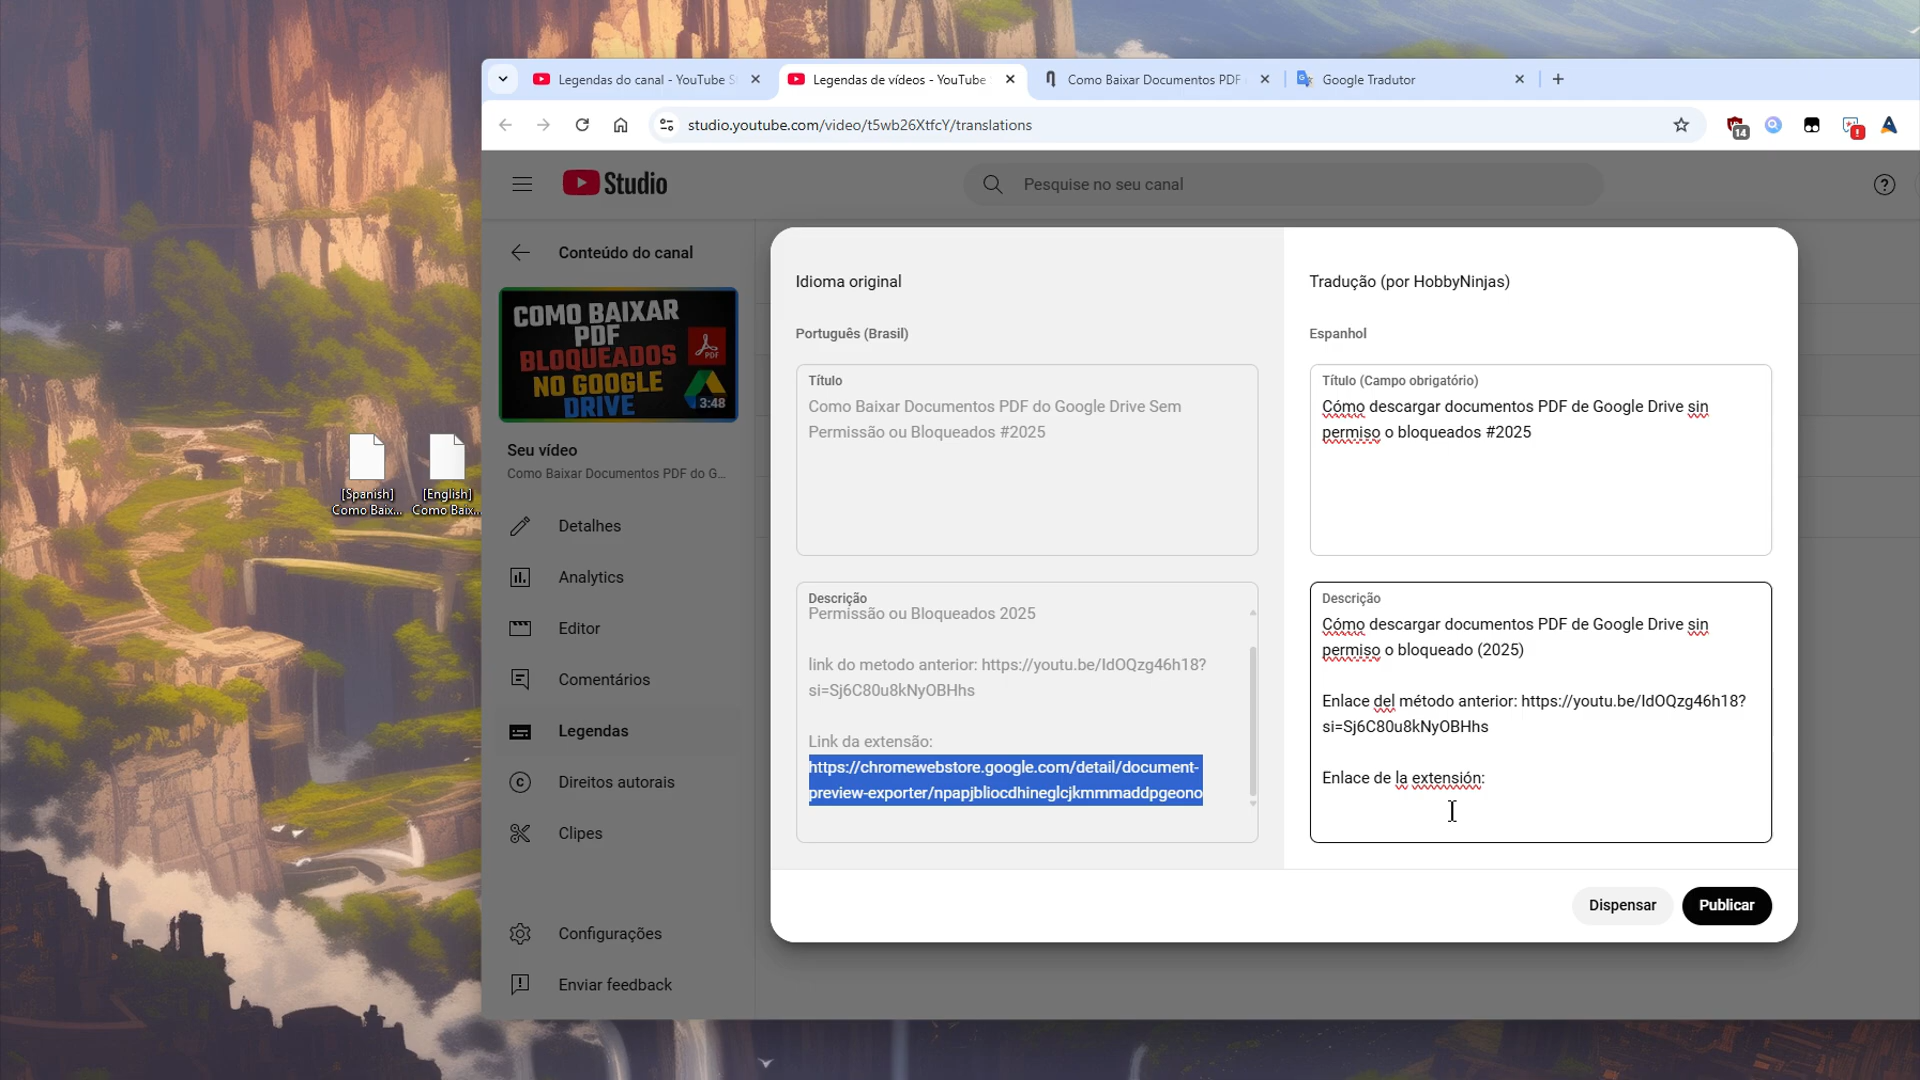 Legendas do canal - YouTube S
Legendas de vídeos - YouTube
Como Baixar Documentos PDF
Google Tradutor
studio.youtube.com/video/t5wb26XtfcY/translations
14
Studio
Pesquise no seu canal
Conteúdo do canal
COMO BAIXAR
PDF
BLOQUEADOS
NO GOOGLE
DRIVE
PDF
3:48
Seu vídeo
Como Baixar Documentos PDF do G...
Detalhes
Analytics
Editor
Comentários
Legendas
Direitos autorais
Clipes
Configurações
Enviar feedback
[Spanish]
Como Baix...
[English]
Como Baix...
Idioma original
Português (Brasil)
Título
Como Baixar Documentos PDF do Google Drive Sem
Permissão ou Bloqueados #2025
Descrição
Permissão ou Bloqueados 2025
link do metodo anterior: https://youtu.be/IdOQzg46h18?
si=Sj6C80u8kNyOBHhs
Link da extensão:
https://chromewebstore.google.com/detail/document-
preview-exporter/npapjbliocdhineglcjkmmmaddpgeono
Tradução (por HobbyNinjas)
Espanhol
Título (Campo obrigatório)
Cómo descargar documentos PDF de Google Drive sin
permiso o bloqueados #2025
Descrição
Cómo descargar documentos PDF de Google Drive sin
permiso o bloqueado (2025)
Enlace del método anterior: https://youtu.be/IdOQzg46h18?
si=Sj6C80u8kNyOBHhs
Enlace de la extensión:
Dispensar
Publicar